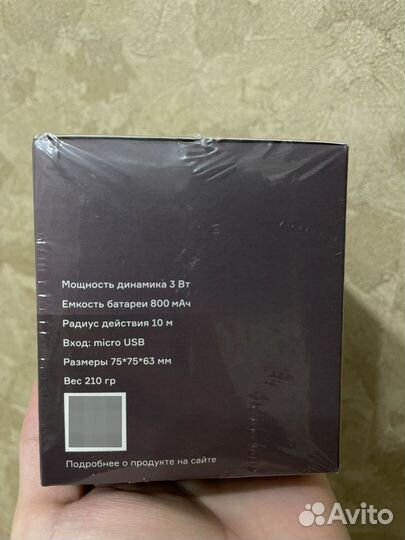 Мощность динамика 3 Вт
Емкость батареи 800 мАч
Радиус действия 10 м
Вход: micro USB
Размеры 75*75*63 мм
Вес 210 гр
Подробнее о продукте на сайте
Avito